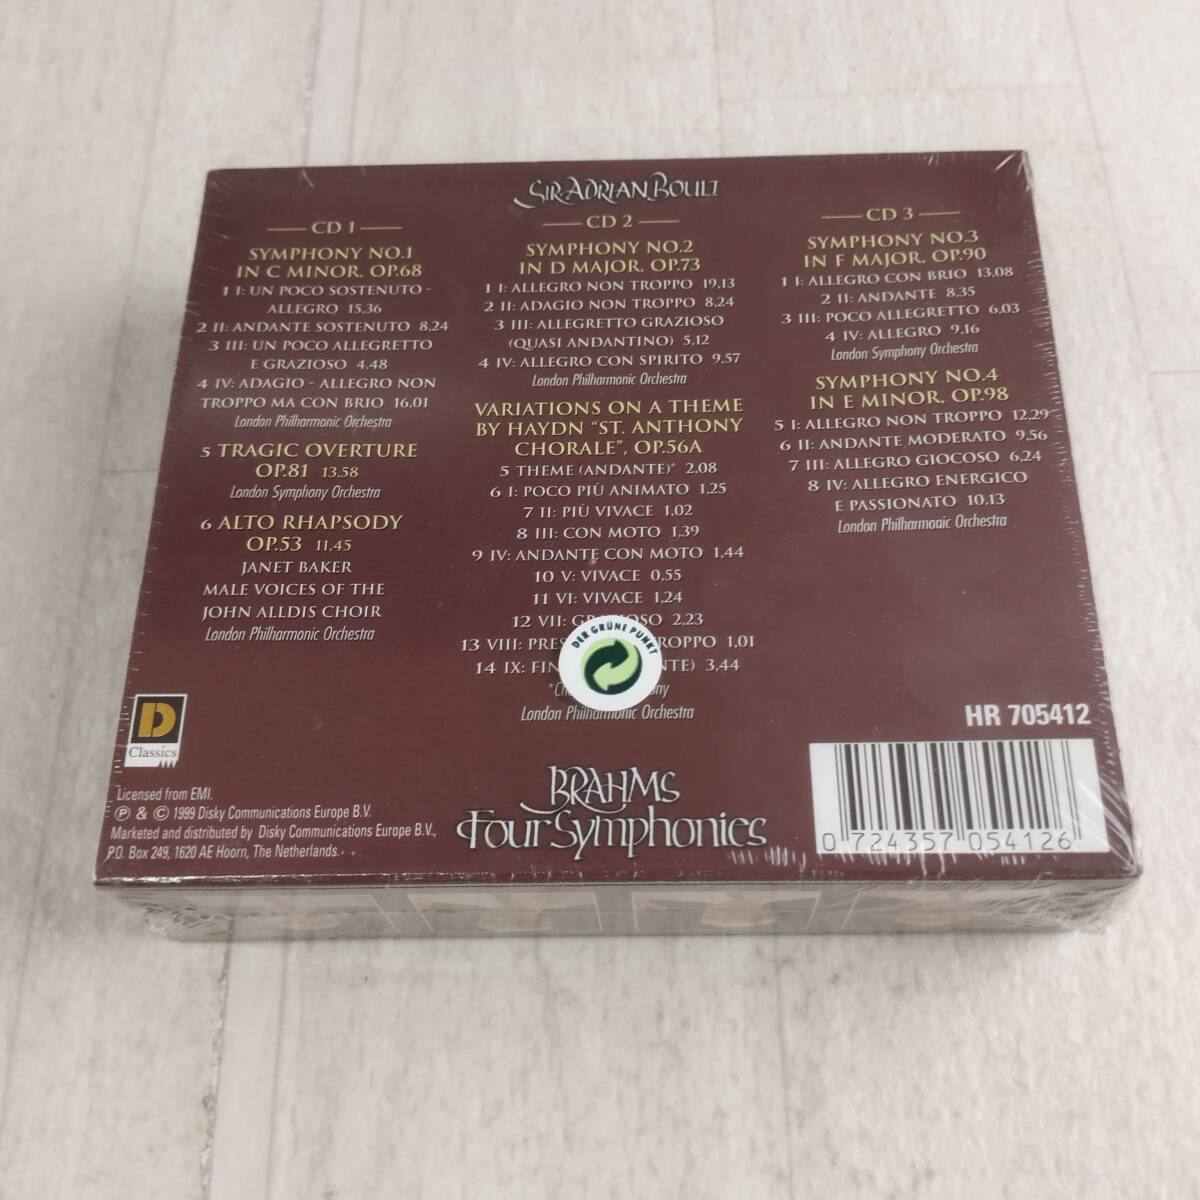 SIR ADRIAN BOULT
CD 1
SYMPHONY NO.1
IN C MINOR, OP.68
1 I: UN POCO SOSTENUTO -
ALLEGRO 15,36
2 II: ANDANTE SOSTENUTO 8,24
3 III: UN POCO ALLEGRETTO
E GRAZIOSO 4,48
4 IV: ADAGIO - ALLEGRO NON
TROPPO MA CON BRIO 16,01
London Philharmonic Orchestra
5 TRAGIC OVERTURE
OP.81 13,58
London Symphony Orchestra
6 ALTO RHAPSODY
OP.53 11,45
JANET BAKER
MALE VOICES OF THE
JOHN ALLDIS CHOIR
London Philharmonic Orchestra
CD 2
SYMPHONY NO.2
IN D MAJOR, OP.73
1 I: ALLEGRO NON TROPPO 19,13
2 II: ADAGIO NON TROPPO 8,24
3 III: ALLEGRETTO GRAZIOSO
(QUASI ANDANTINO) 5,12
4 IV: ALLEGRO CON SPIRITO 9,57
London Philharmonic Orchestra
VARIATIONS ON A THEME
BY HAYDN "ST. ANTHONY
CHORALE", OP.56A
5 THEME (ANDANTE)* 2,08
6 I: POCO PIÙ ANIMATO 1,25
7 II: PIÙ VIVACE 1,02
8 III: CON MOTO 1,39
9 IV: ANDANTE CON MOTO 1,44
10 V: VIVACE 0,55
11 VI: VIVACE 1,24
12 VII: GRAZIOSO 2,23
13 VIII: TROPPO 1,01
14 IX: 3,44
London Philharmonic Orchestra
DER GRÜNE PUNKT
CD 3
SYMPHONY NO.3
IN F MAJOR, OP.90
1 I: ALLEGRO CON BRIO 13,08
2 II: ANDANTE 8,35
3 III: POCO ALLEGRETTO 6,03
4 IV: ALLEGRO 9,16
London Symphony Orchestra
SYMPHONY NO.4
IN E MINOR, OP.98
5 I: ALLEGRO NON TROPPO 12,29
6 II: ANDANTE MODERATO 9,56
7 III: ALLEGRO GIOCOSO 6,24
8 IV: ALLEGRO ENERGICO
E PASSIONATO 10,13
London Philharmonic Orchestra
D
Classics
Licensed from EMI.
℗ & © 1999 Disky Communications Europe B.V.
Marketed and distributed by Disky Communications Europe B.V.,
P.O. Box 249, 1620 AE Hoorn, The Netherlands.
BRAHMS
Four Symphonies
HR 705412
0 724357 054126